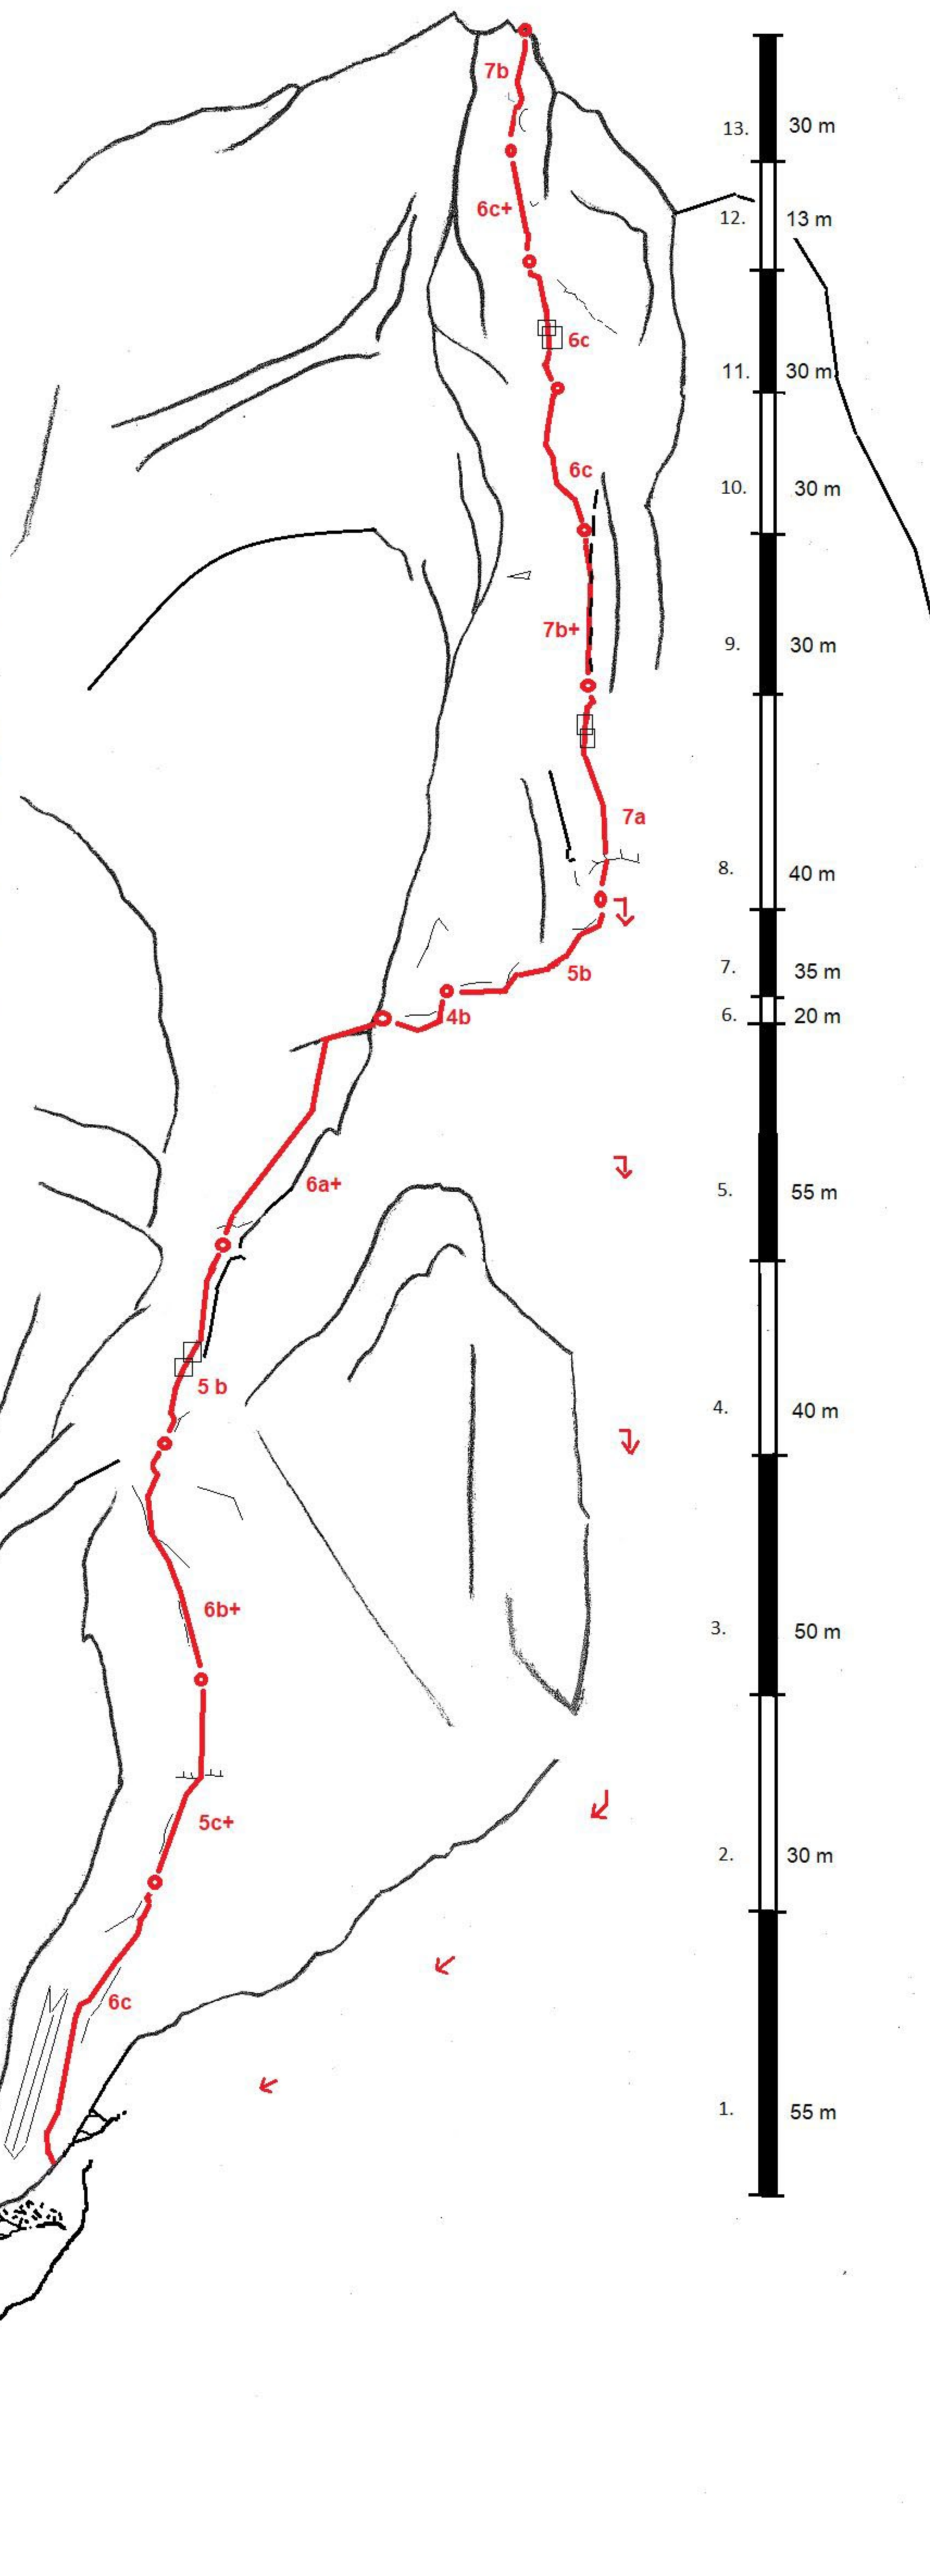 7b
13. 30 m
6c+
12. 13 m
6c
11. 30 m
6c
10. 30 m
7b+
9. 30 m
7a
8. 40 m
5b
7. 35 m
4b
6. 20 m
6a+
5. 55 m
5 b
4. 40 m
6b+
3. 50 m
5c+
2. 30 m
6c
1. 55 m